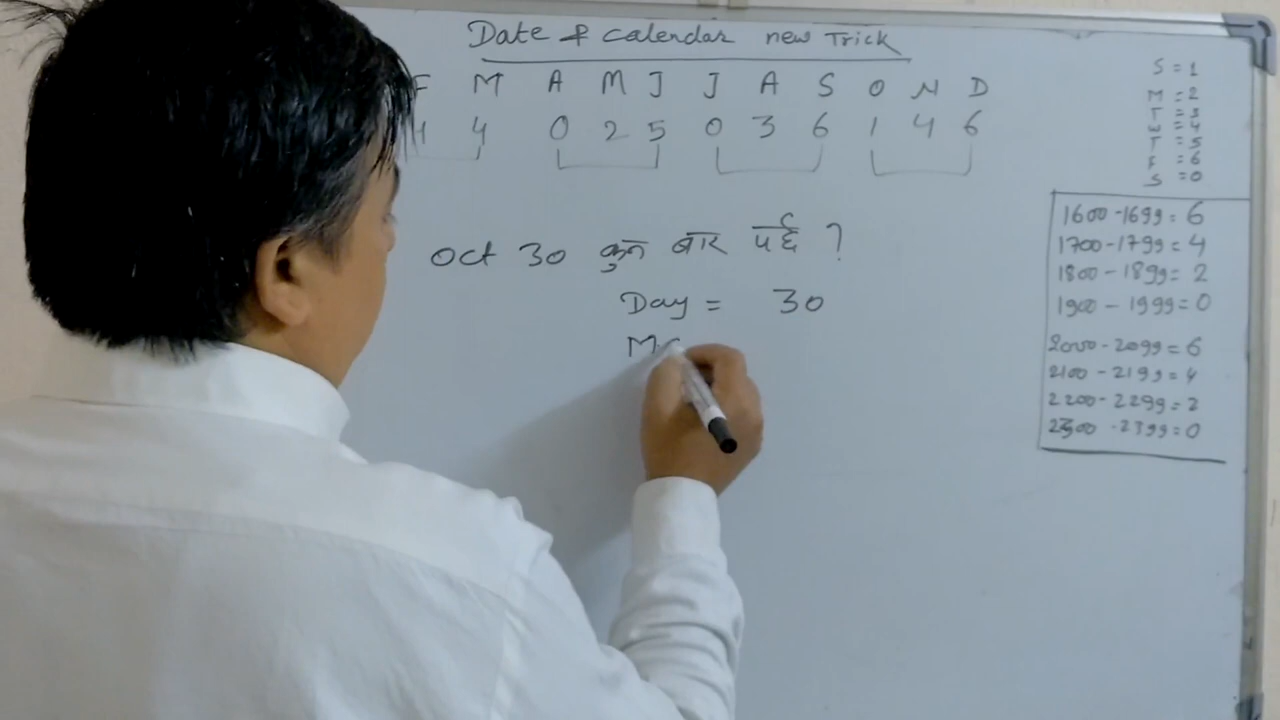 Date & Calendar new Trick
F M A M J J A S O N D
4 4 0 2 5 0 3 6 1 4 6
Oct 30 कुन बार पर्छ ?
Day = 30
Mo
S = 1
M = 2
T = 3
W = 4
T = 5
F = 6
S = 0
1600 - 1699 = 6
1700 - 1799 = 4
1800 - 1899 = 2
1900 - 1999 = 0
2000 - 2099 = 6
2100 - 2199 = 4
2200 - 2299 = 2
2300 - 2399 = 0